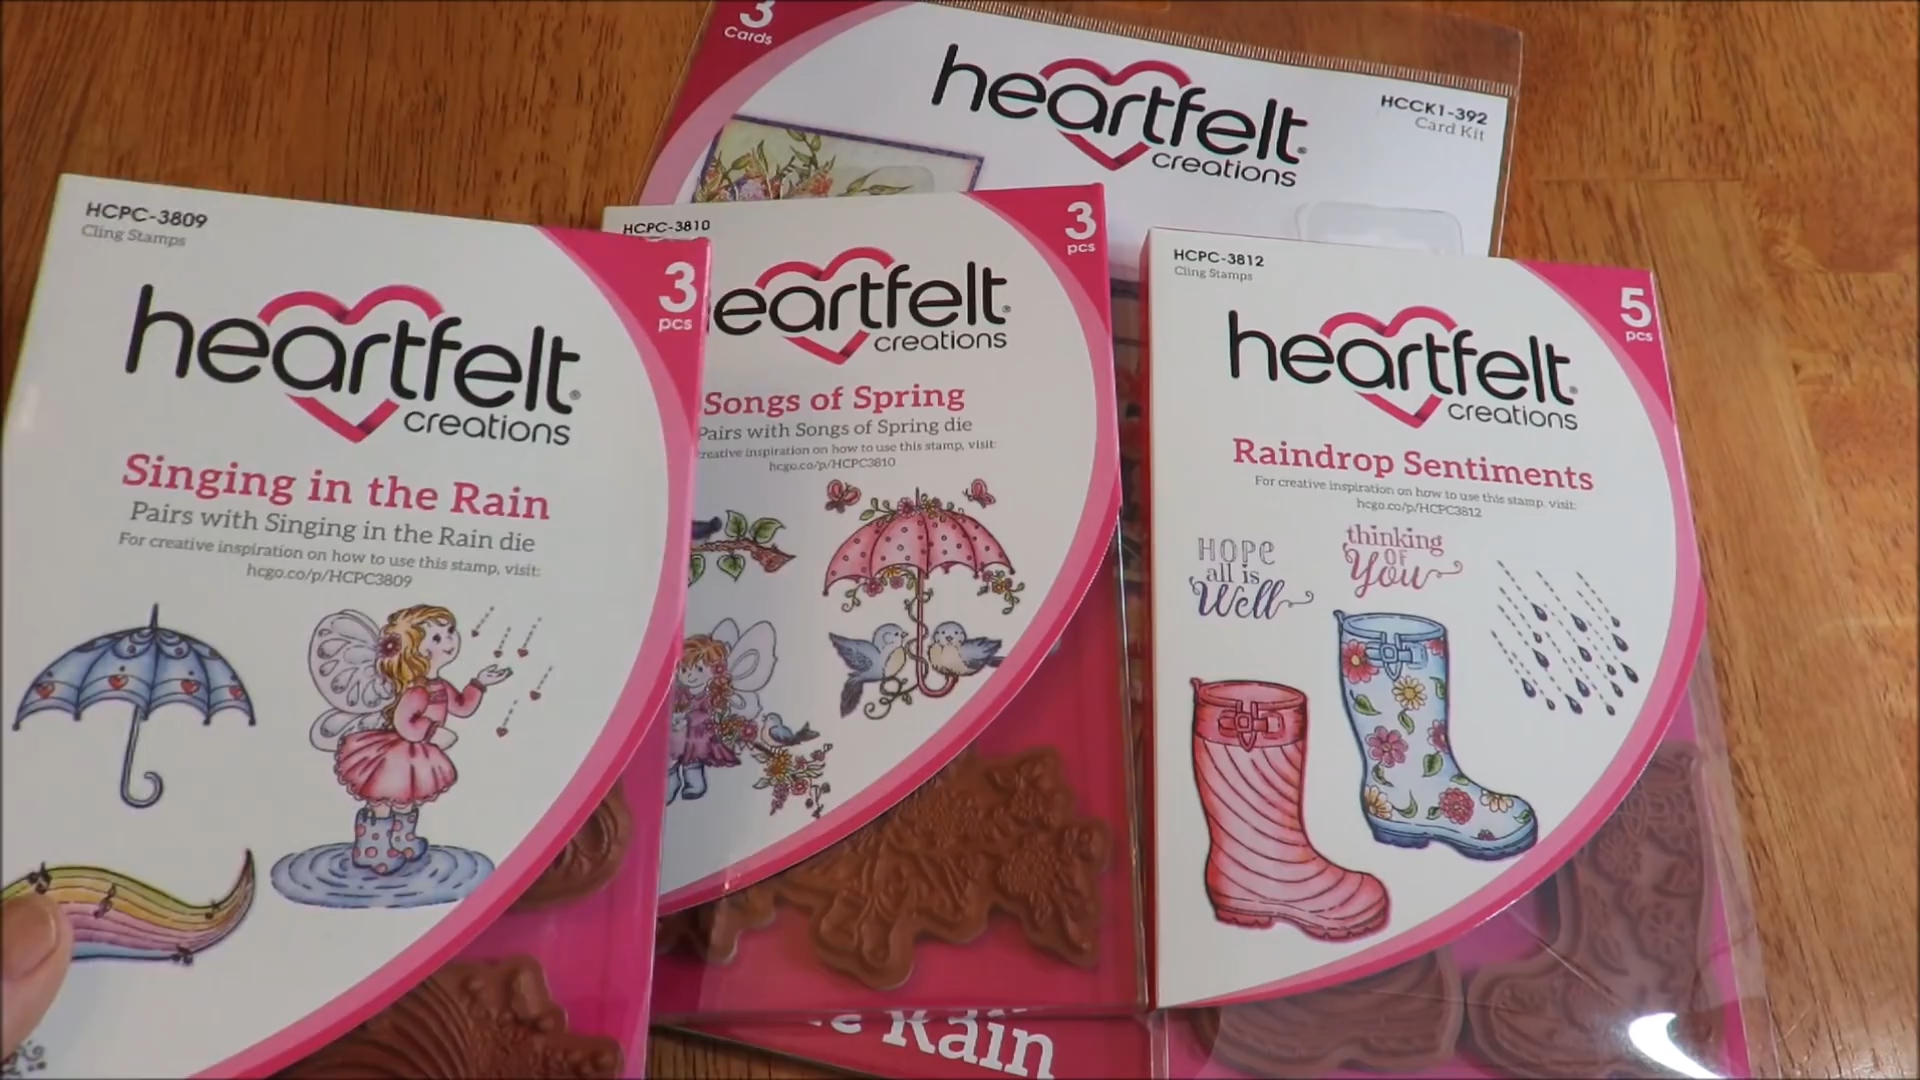 3
Cards
heartfelt
creations
HCCK1-392
Card Kit
HCPC-3809
Cling Stamps
3
pcs
heartfelt
creations
Singing in the Rain
Pairs with Singing in the Rain die
For creative inspiration on how to use this stamp, visit:
hcgo.co/p/HCPC3809
HCPC-3810
3
pcs
eartfelt
creations
Songs of Spring
Pairs with Songs of Spring die
creative inspiration on how to use this stamp, visit:
hcgo.co/p/HCPC3810
HCPC-3812
Cling Stamps
5
pcs
heartfelt
creations
Raindrop Sentiments
For creative inspiration on how to use this stamp, visit:
hcgo.co/p/HCPC3812
HOPE
all is
Well
thinking
OF
You
e Rain